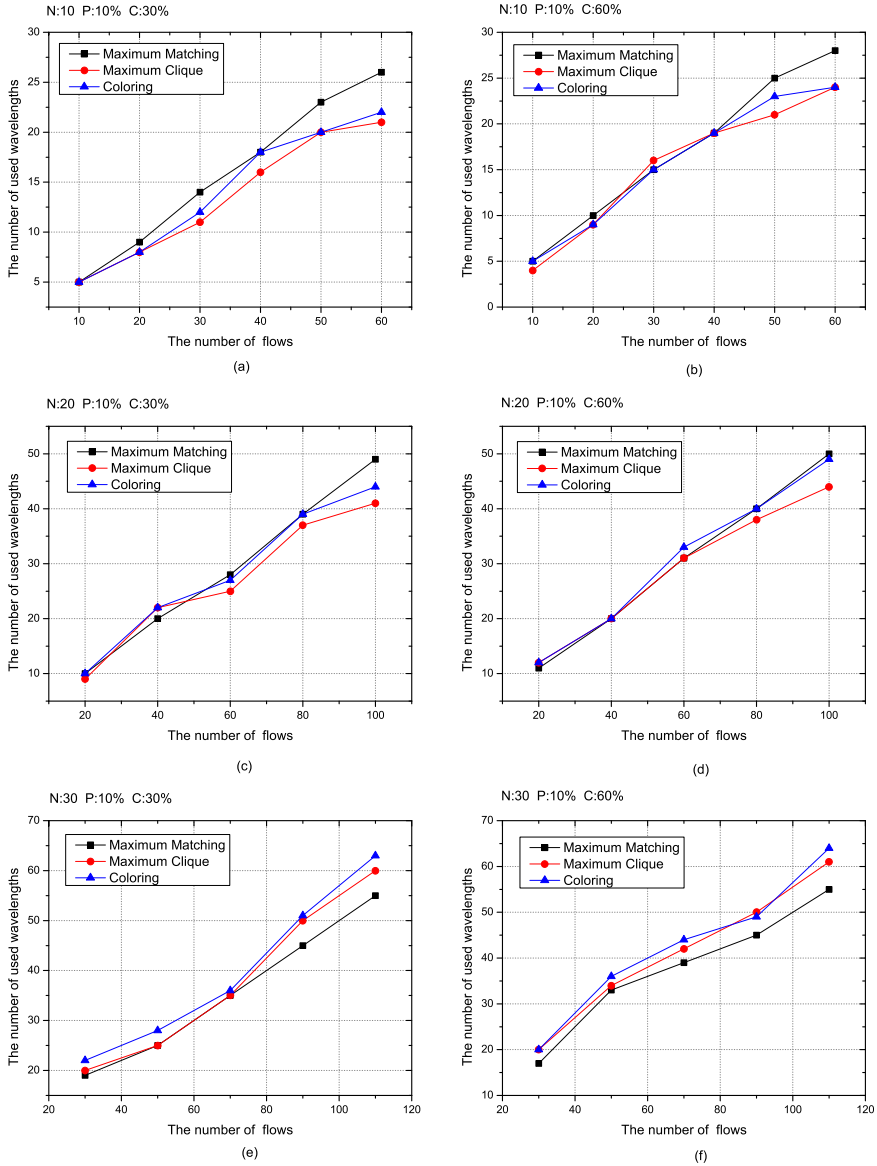 N:10 P:10% C:30%
30
25
20
15
10
5
10 20 30 40 50 60
The number of used wavelengths
Maximum Matching
Maximum Clique
Coloring
The number of flows
(a)
N:10 P:10% C:60%
30
25
20
15
10
5
0
10 20 30 40 50 60
The number of used wavelengths
Maximum Matching
Maximum Clique
Coloring
The number of flows
(b)
N:20 P:10% C:30%
50
40
30
20
10
20 40 60 80 100
The number of used wavelengths
Maximum Matching
Maximum Clique
Coloring
The number of flows
(c)
N:20 P:10% C:60%
50
40
30
20
10
20 40 60 80 100
The number of used wavelengths
Maximum Matching
Maximum Clique
Coloring
The number of flows
(d)
N:30 P:10% C:30%
70
60
50
40
30
20
20 40 60 80 100 120
The number of used wavelengths
Maximum Matching
Maximum Clique
Coloring
The number of flows
(e)
N:30 P:10% C:60%
70
60
50
40
30
20
10
20 40 60 80 100 120
The number of used wavelengths
Maximum Matching
Maximum Clique
Coloring
The number of flows
(f)